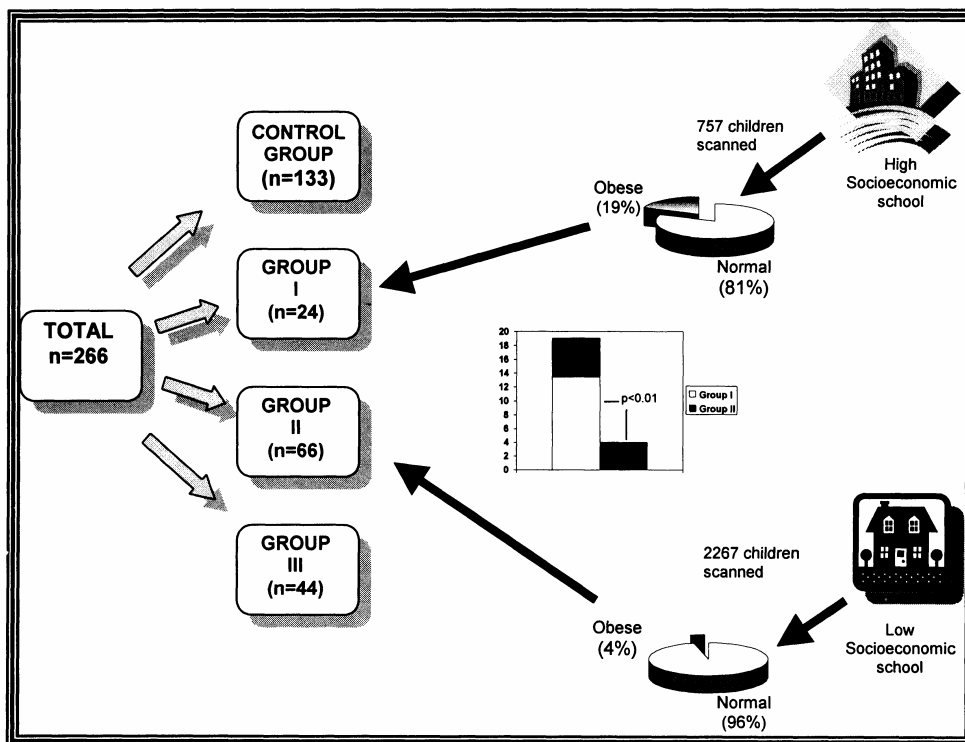 CONTROL
GROUP
(n=133)
GROUP
I
(n=24)
TOTAL
n=266
GROUP
II
(n=66)
GROUP
III
(n=44)
757 children
scanned
High
Socioeconomic
school
Obese
(19%)
Normal
(81%)
20
18
16
14
12
10
8
6
4
2
0
p<0.01
Group I
Group II
2267 children
scanned
Low
Socioeconomic
school
Obese
(4%)
Normal
(96%)